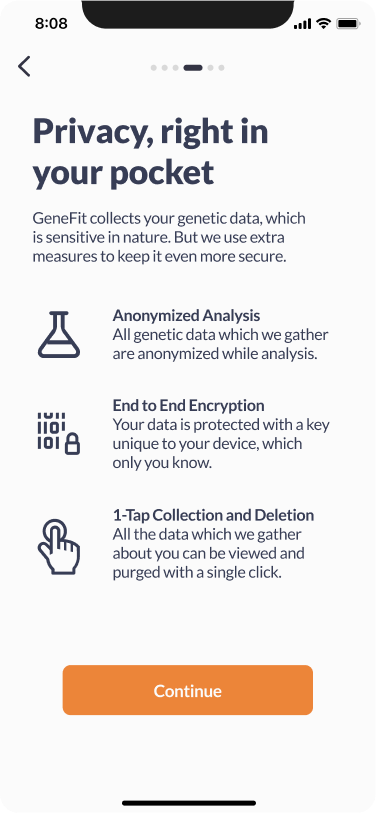 8:08
Privacy, right in
your pocket
GeneFit collects your genetic data, which
is sensitive in nature. But we use extra
measures to keep it even more secure.
Anonymized Analysis
All genetic data which we gather
are anonymized while analysis.
End to End Encryption
Your data is protected with a key
unique to your device, which
only you know.
1-Tap Collection and Deletion
All the data which we gather
about you can be viewed and
purged with a single click.
Continue